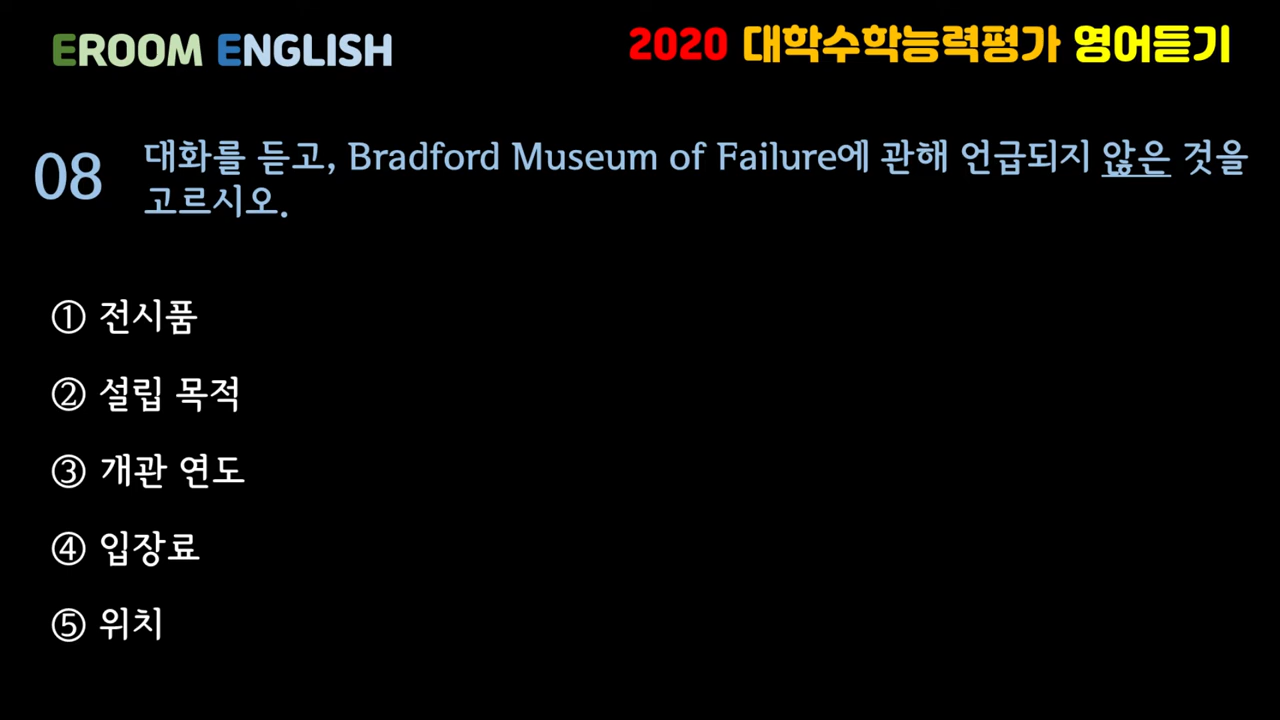 EROOM ENGLISH
2020 대학수학능력평가 영어듣기
08
대화를 듣고, Bradford Museum of Failure에 관해 언급되지 않은 것을
고르시오.
① 전시품
② 설립 목적
③ 개관 연도
④ 입장료
⑤ 위치